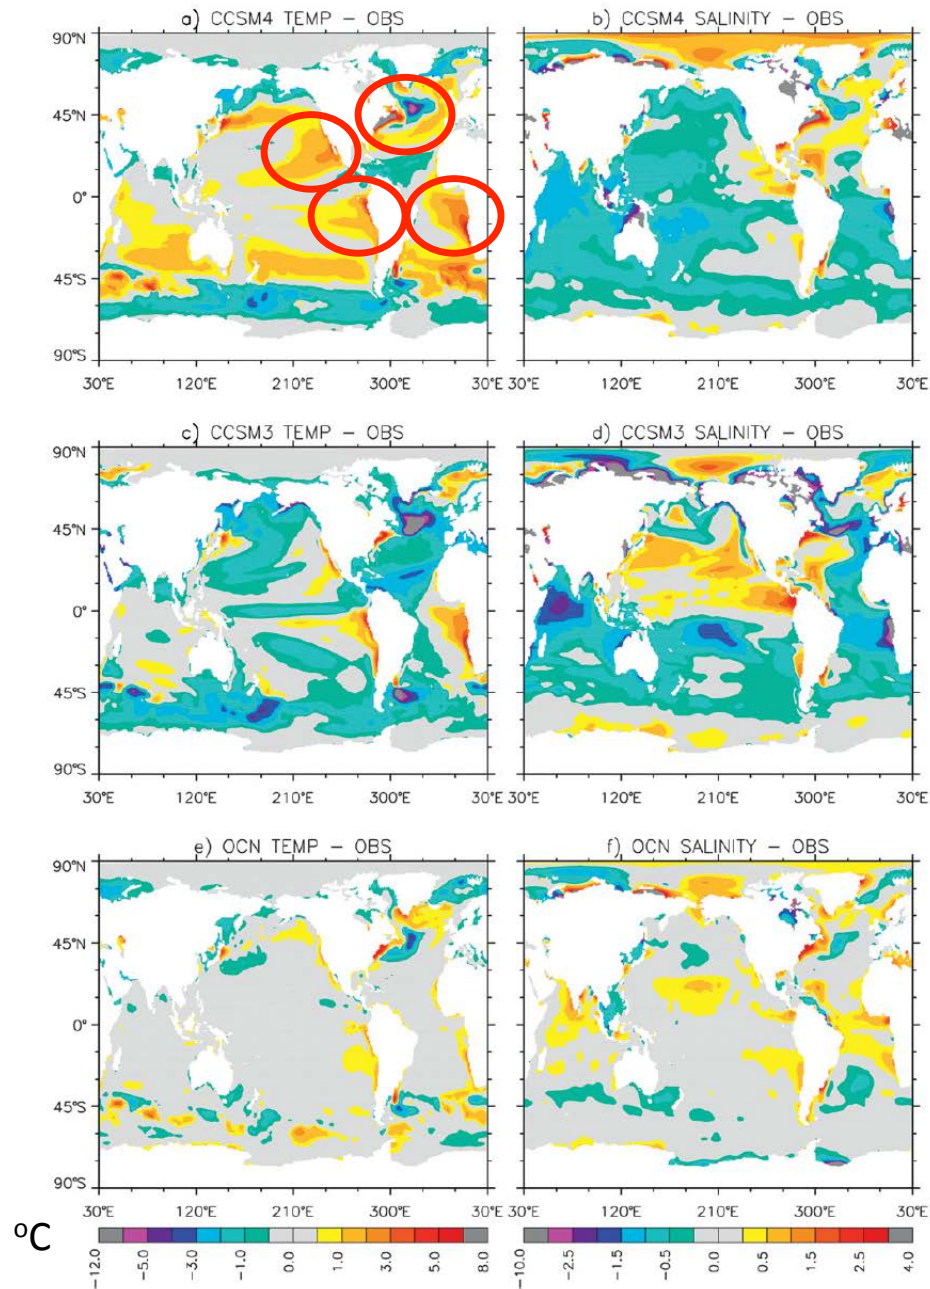 a) CCSM4 TEMP – OBS
b) CCSM4 SALINITY – OBS
90°N
45°N
0°
45°S
90°S
30°E 120°E 210°E 300°E 30°E
30°E 120°E 210°E 300°E 30°E
c) CCSM3 TEMP – OBS
d) CCSM3 SALINITY – OBS
90°N
45°N
0°
45°S
90°S
30°E 120°E 210°E 300°E 30°E
30°E 120°E 210°E 300°E 30°E
e) OCN TEMP – OBS
f) OCN SALINITY – OBS
90°N
45°N
0°
45°S
90°S
30°E 120°E 210°E 300°E 30°E
30°E 120°E 210°E 300°E 30°E
°C
−12.0 −5.0 −3.0 −1.0 0.0 1.0 3.0 5.0 8.0
−10.0 −2.5 −1.5 −0.5 0.0 0.5 1.5 2.5 4.0